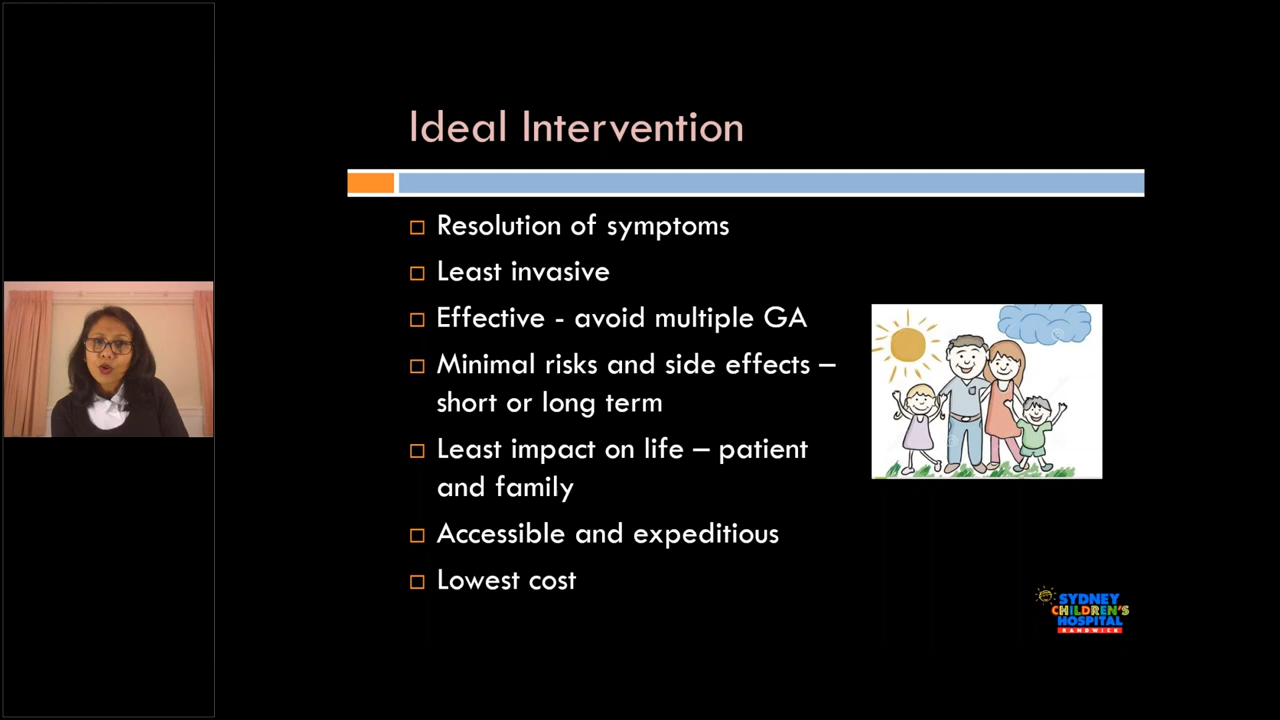 Ideal Intervention
Resolution of symptoms
Least invasive
Effective - avoid multiple GA
Minimal risks and side effects –
short or long term
Least impact on life – patient
and family
Accessible and expeditious
Lowest cost
SYDNEY
CHILDREN'S
HOSPITAL
RANDWICK